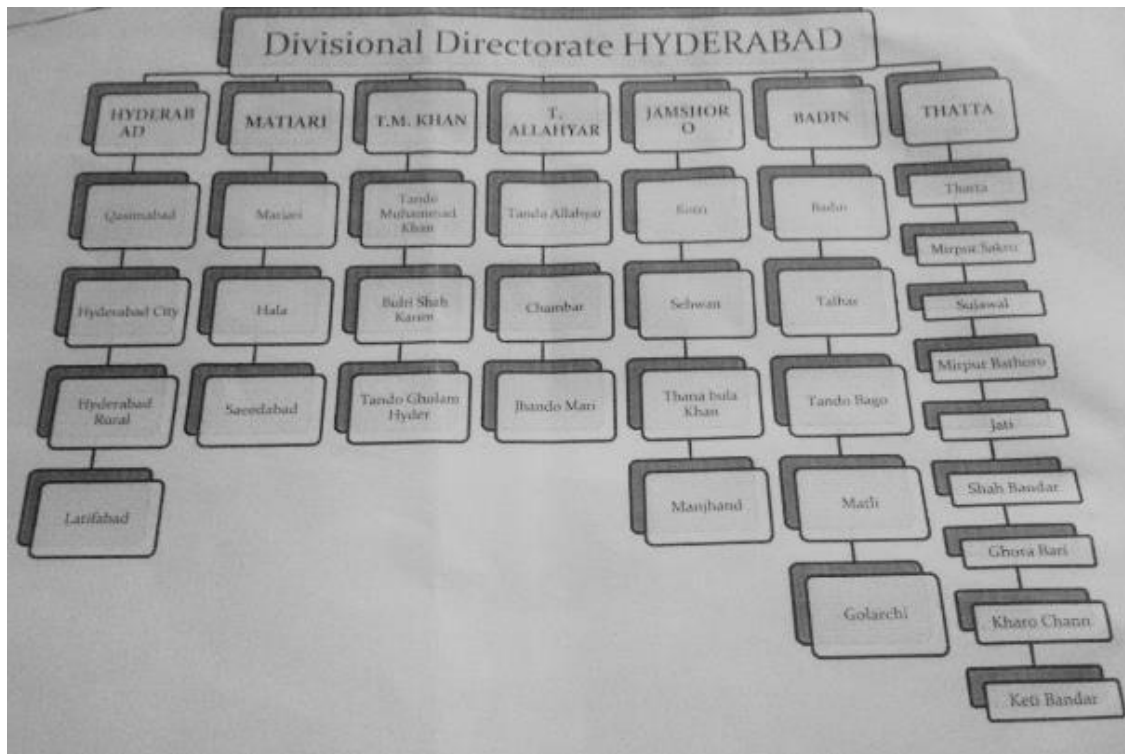 Divisional Directorate HYDERABAD
HYDERAB
AD
MATIARI
T.M. KHAN
T.
ALLAHYAR
JAMSHOR
O
BADIN
THATTA
Qasimabad
Hyderabad City
Hyderabad
Rural
Latifabad
Matiari
Hala
Saeedabad
Tando
Muhammad
Khan
Bulri Shah
Karim
Tando Ghulam
Hyder
Tando Allahyar
Chambar
Jhando Mari
Kotri
Sehwan
Thana bula
Khan
Manjhand
Badin
Talhar
Tando Bago
Matli
Golarchi
Thatta
Mirpur Sakro
Sujawal
Mirpur Bathoro
Jati
Shah Bandar
Ghora Bari
Kharo Chann
Keti Bandar